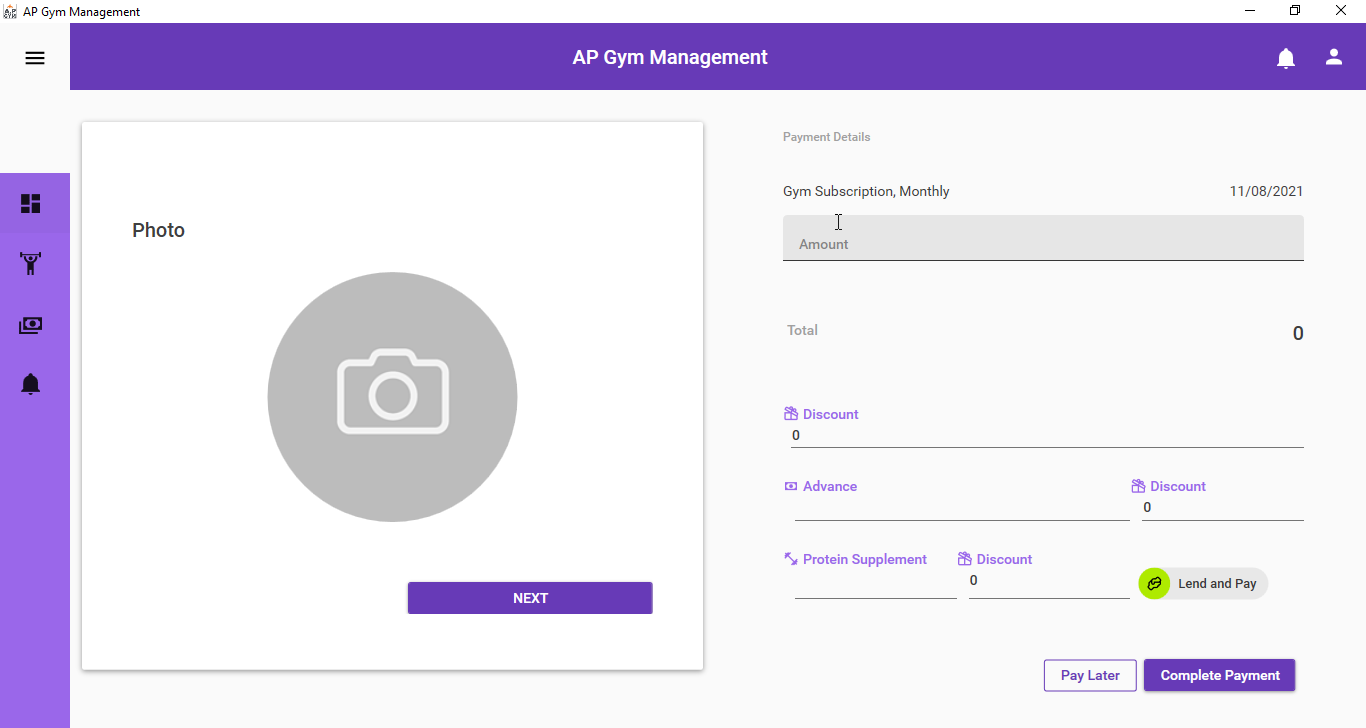 AP Gym Management
AP Gym Management
Photo
NEXT
Payment Details
Gym Subscription, Monthly 11/08/2021
Amount
Total 0
Discount
0
Advance Discount
0
Protein Supplement Discount
0
Lend and Pay
Pay Later Complete Payment